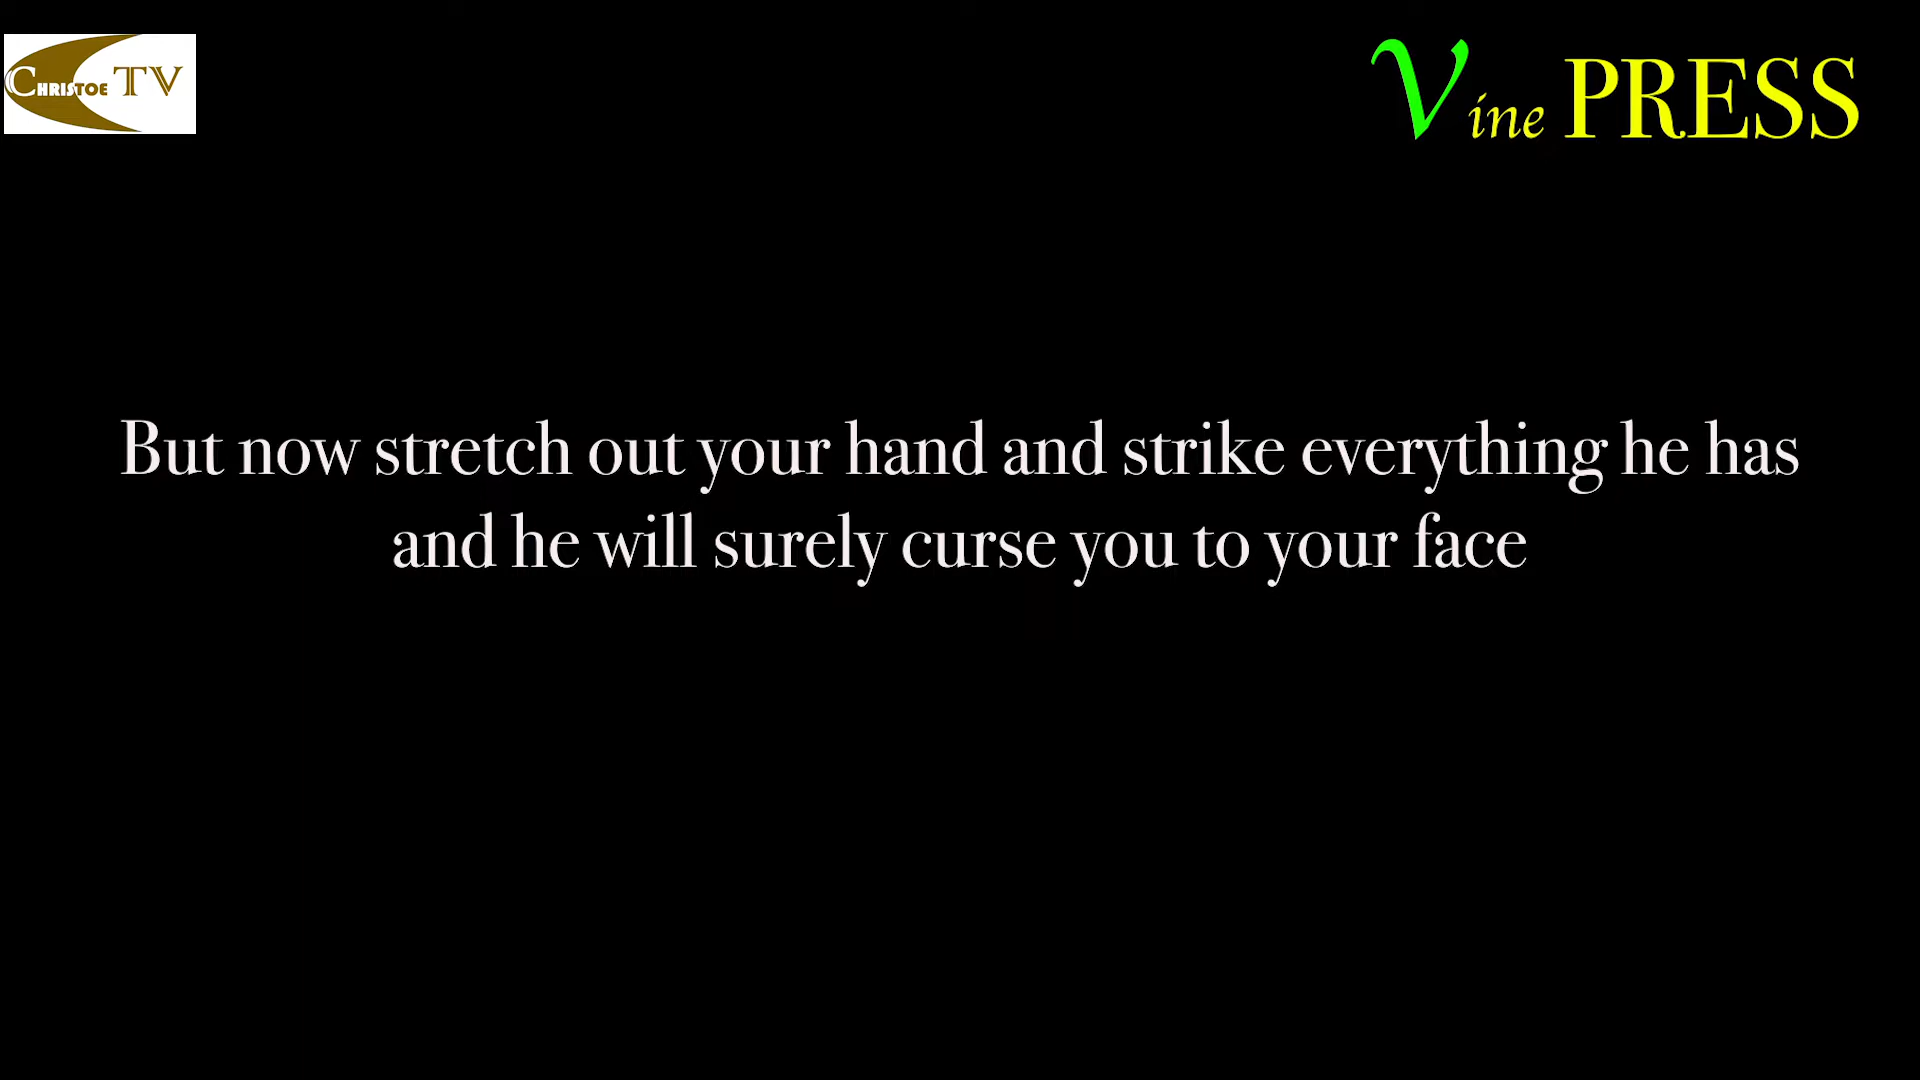 CHRISTOE TV
Vine PRESS
But now stretch out your hand and strike everything he has
and he will surely curse you to your face